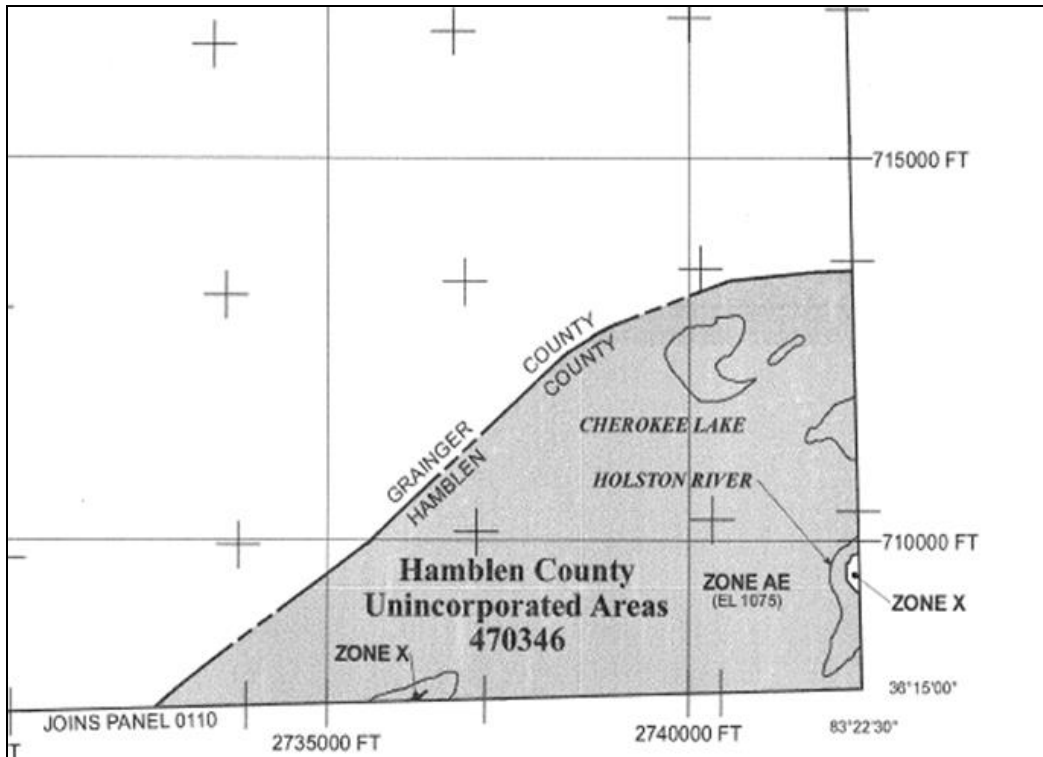 715000 FT
COUNTY
COUNTY
GRAINGER
HAMBLEN
CHEROKEE LAKE
HOLSTON RIVER
710000 FT
Hamblen County
Unincorporated Areas
470346
ZONE AE
(EL 1075)
ZONE X
ZONE X
36°15'00"
JOINS PANEL 0110
83°22'30"
T
2735000 FT
2740000 FT